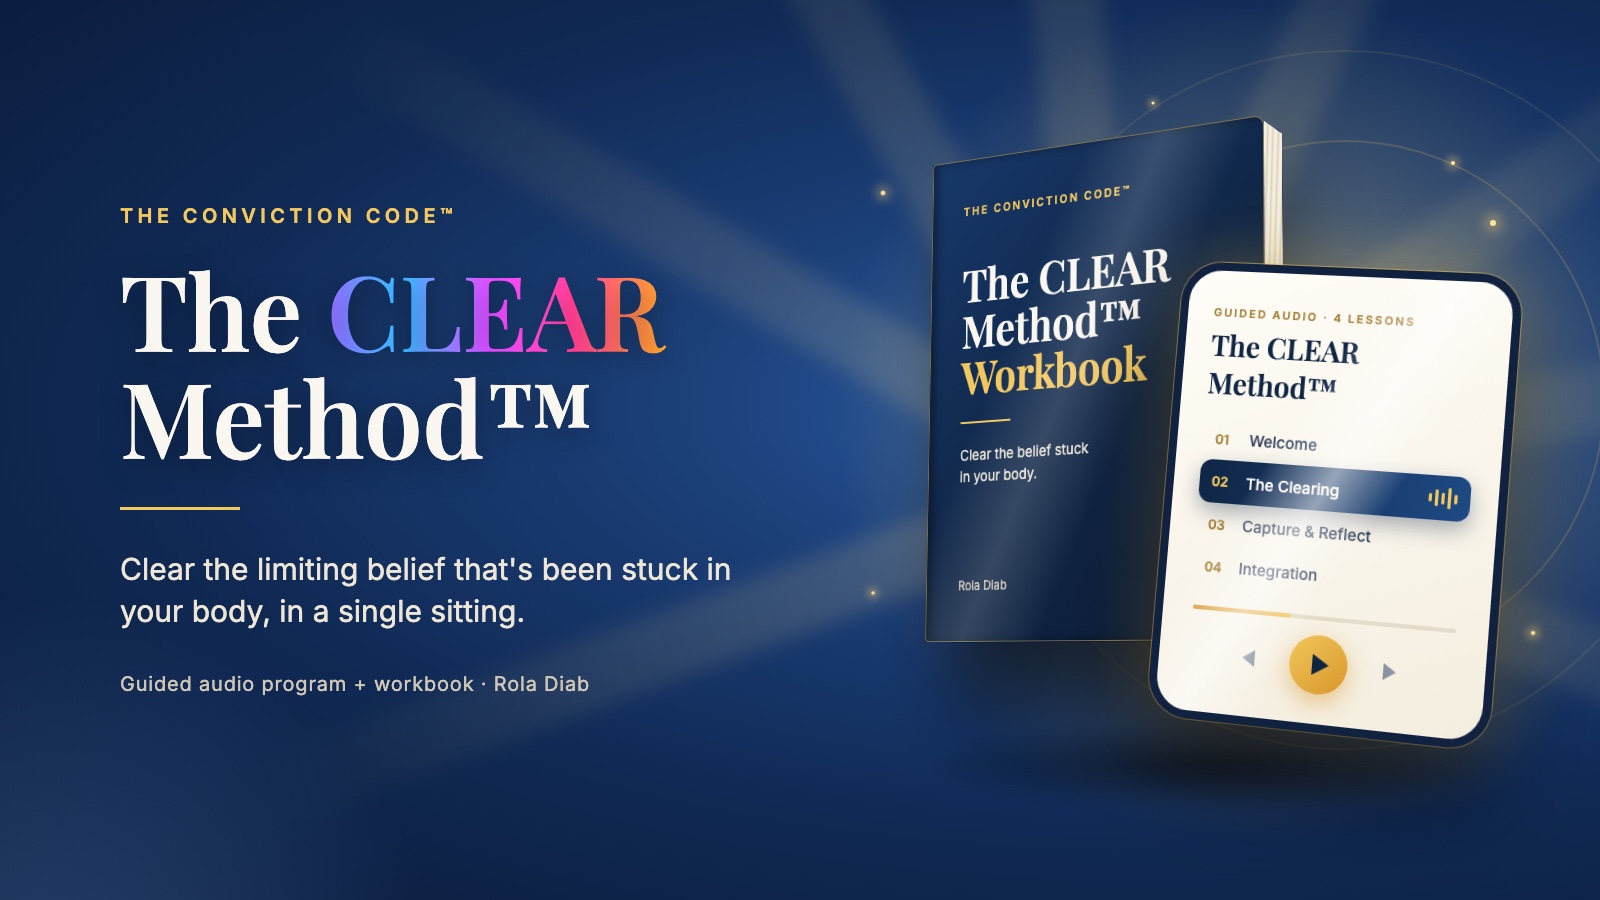 THE CONVICTION CODE™
The CLEAR
Method™
Clear the limiting belief that's been stuck in
your body, in a single sitting.
Guided audio program + workbook · Rola Diab
THE CONVICTION CODE™
The CLEAR
Method™
Workbook
Clear the belief stuck
in your body.
Rola Diab
GUIDED AUDIO · 4 LESSONS
The CLEAR
Method™
01 Welcome
02 The Clearing
03 Capture & Reflect
04 Integration